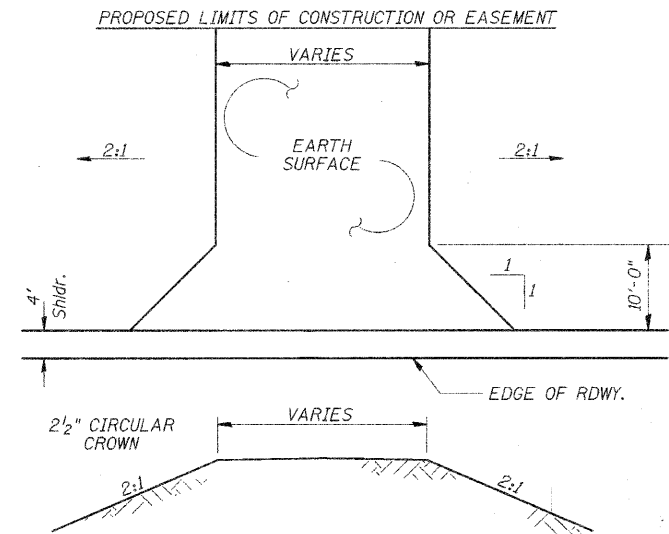 PROPOSED LIMITS OF CONSTRUCTION OR EASEMENT
VARIES
EARTH
SURFACE
2:1
2:1
1
1
10'-0"
4'
Shldr.
EDGE OF RDWY.
2½" CIRCULAR
CROWN
VARIES
2:1
2:1